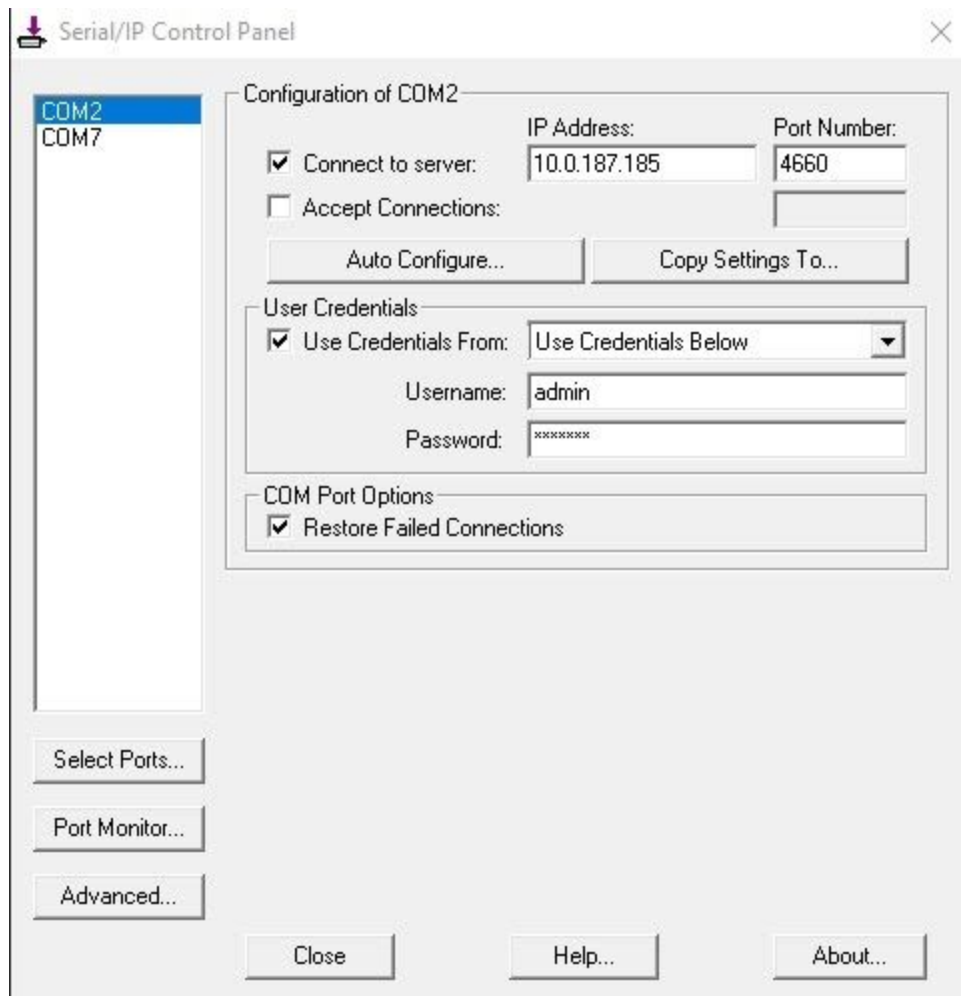 Serial/IP Control Panel
COM2
COM7
Configuration of COM2
IP Address: Port Number:
Connect to server: 10.0.187.185 4660
Accept Connections:
Auto Configure... Copy Settings To...
User Credentials
Use Credentials From: Use Credentials Below
Username: admin
Password: *******
COM Port Options
Restore Failed Connections
Select Ports...
Port Monitor...
Advanced...
Close Help... About...